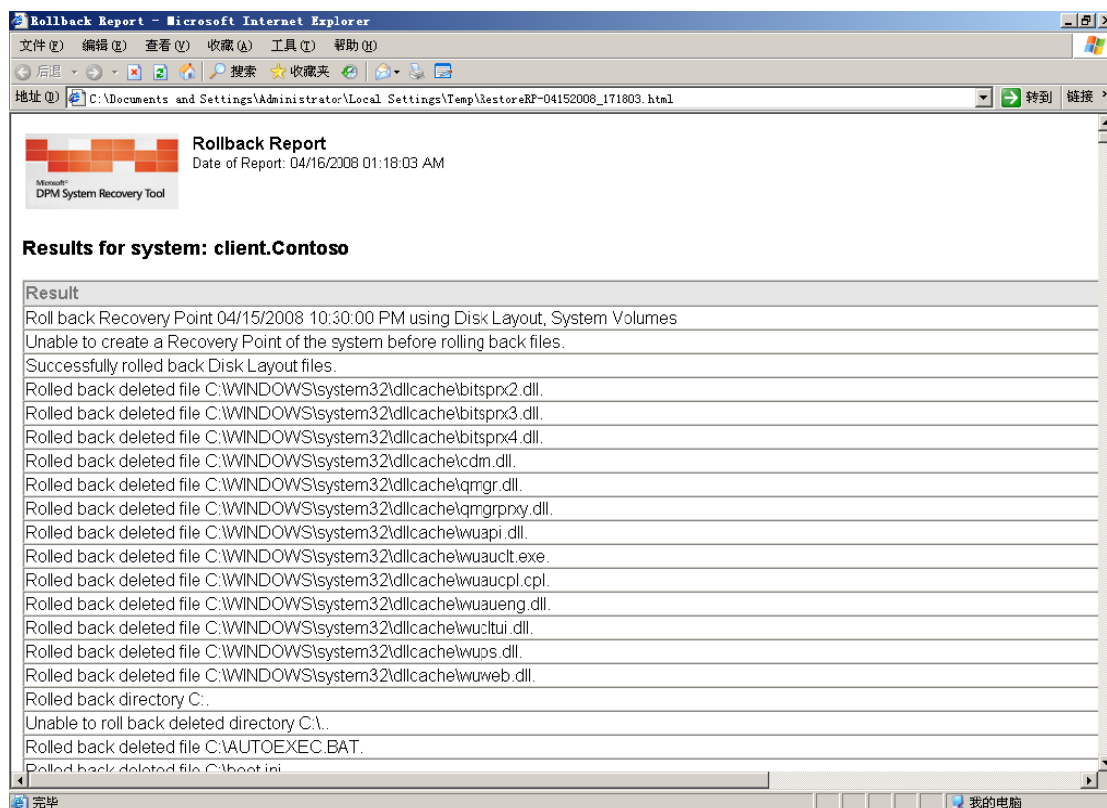 Rollback Report - Microsoft Internet Explorer
文件(F) 编辑(E) 查看(V) 收藏(A) 工具(T) 帮助(H)
后退 搜索 收藏夹
地址(D) C:\Documents and Settings\Administrator\Local Settings\Temp\RestoreRP-04152008_171803.html 转到 链接 »
Rollback Report
Date of Report: 04/16/2008 01:18:03 AM
Microsoft®
DPM System Recovery Tool
Results for system: client.Contoso
Result
Roll back Recovery Point 04/15/2008 10:30:00 PM using Disk Layout, System Volumes
Unable to create a Recovery Point of the system before rolling back files.
Successfully rolled back Disk Layout files.
Rolled back deleted file C:\WINDOWS\system32\dllcache\bitsprx2.dll.
Rolled back deleted file C:\WINDOWS\system32\dllcache\bitsprx3.dll.
Rolled back deleted file C:\WINDOWS\system32\dllcache\bitsprx4.dll.
Rolled back deleted file C:\WINDOWS\system32\dllcache\cdm.dll.
Rolled back deleted file C:\WINDOWS\system32\dllcache\qmgr.dll.
Rolled back deleted file C:\WINDOWS\system32\dllcache\qmgrprxy.dll.
Rolled back deleted file C:\WINDOWS\system32\dllcache\wuapi.dll.
Rolled back deleted file C:\WINDOWS\system32\dllcache\wuauclt.exe.
Rolled back deleted file C:\WINDOWS\system32\dllcache\wuaucpl.cpl.
Rolled back deleted file C:\WINDOWS\system32\dllcache\wuaueng.dll.
Rolled back deleted file C:\WINDOWS\system32\dllcache\wucltui.dll.
Rolled back deleted file C:\WINDOWS\system32\dllcache\wups.dll.
Rolled back deleted file C:\WINDOWS\system32\dllcache\wuweb.dll.
Rolled back directory C:.
Unable to roll back deleted directory C:\..
Rolled back deleted file C:\AUTOEXEC.BAT.
Rolled back deleted file C:\boot.ini
完毕 我的电脑